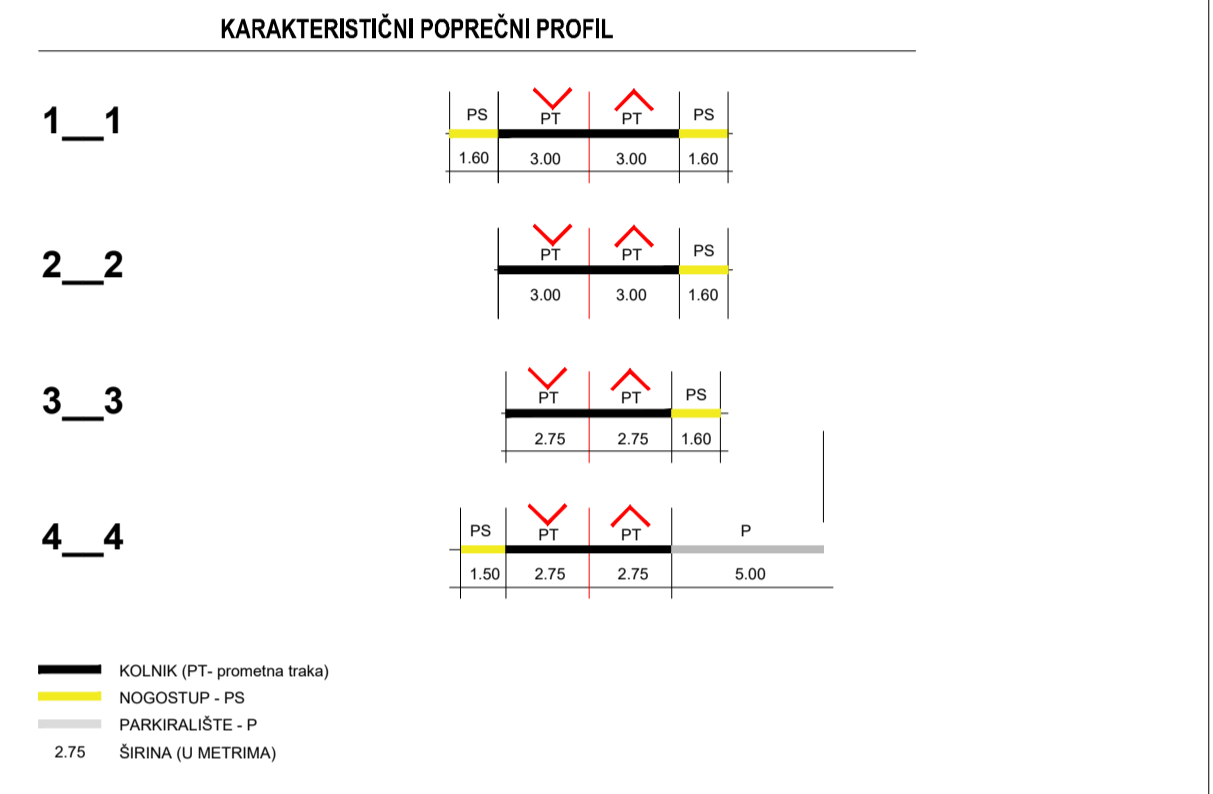 KARAKTERISTIČNI POPREČNI PROFIL
1__1
PS PT PT PS
1.60 3.00 3.00 1.60
2__2
PT PT PS
3.00 3.00 1.60
3__3
PT PT PS
2.75 2.75 1.60
4__4
PS PT PT P
1.50 2.75 2.75 5.00
KOLNIK (PT- prometna traka)
NOGOSTUP - PS
PARKIRALIŠTE - P
2.75 ŠIRINA (U METRIMA)